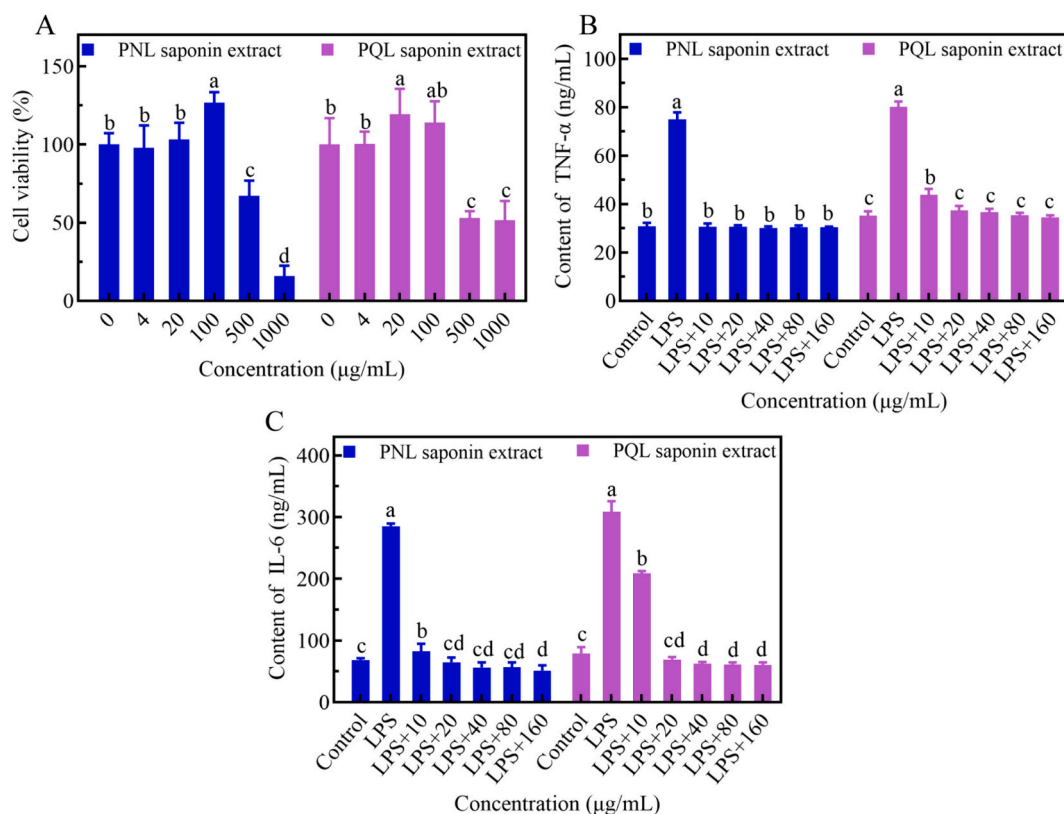 A
PNL saponin extract PQL saponin extract
Cell viability (%)
150
100
50
0
b b b a c d b b a ab c c
0 4 20 100 500 1000 0 4 20 100 500 1000
Concentration (μg/mL)
B
PNL saponin extract PQL saponin extract
Content of TNF-α (ng/mL)
100
80
60
40
20
0
b a b b b b b c a b c c c c
Control LPS LPS+10 LPS+20 LPS+40 LPS+80 LPS+160 Control LPS LPS+10 LPS+20 LPS+40 LPS+80 LPS+160
Concentration (μg/mL)
C
PNL saponin extract PQL saponin extract
Content of IL-6 (ng/mL)
400
300
200
100
0
c a b cd cd cd d c a b cd d d d
Control LPS LPS+10 LPS+20 LPS+40 LPS+80 LPS+160 Control LPS LPS+10 LPS+20 LPS+40 LPS+80 LPS+160
Concentration (μg/mL)